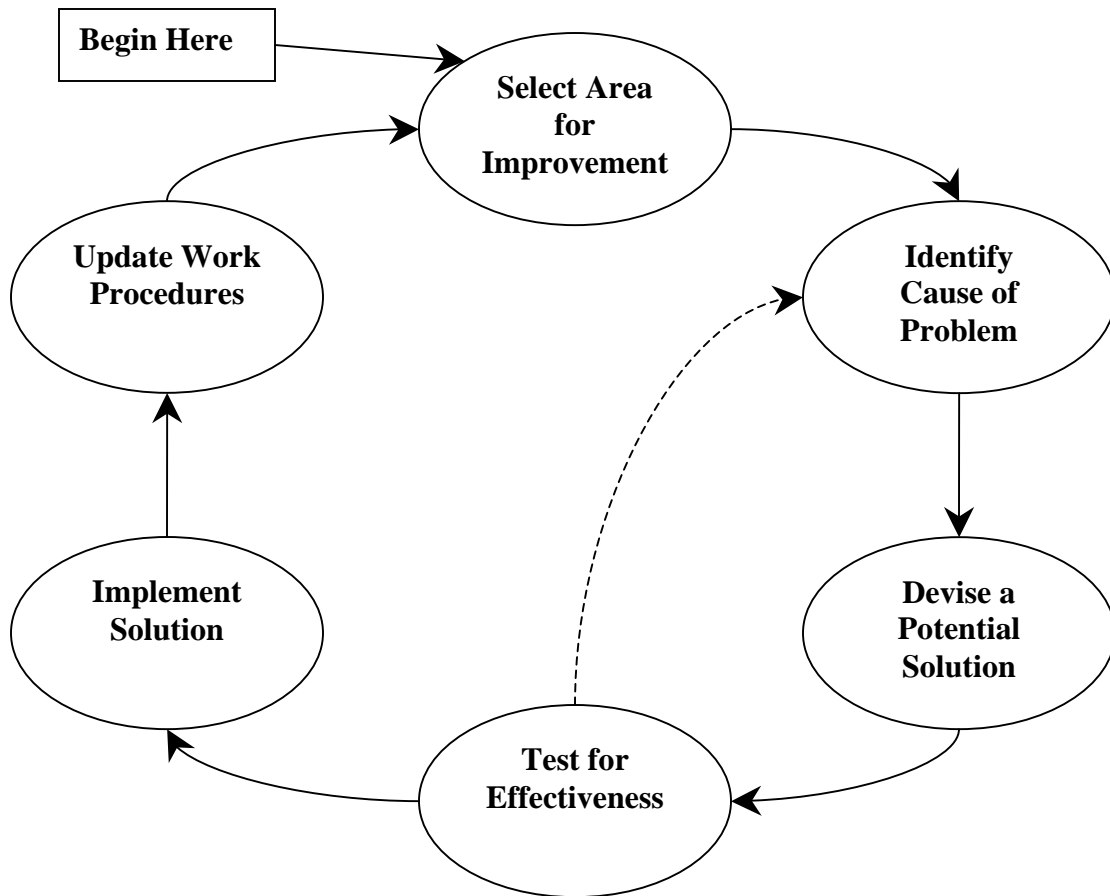 Begin Here
Select Area
for
Improvement
Identify
Cause of
Problem
Devise a
Potential
Solution
Test for
Effectiveness
Implement
Solution
Update Work
Procedures